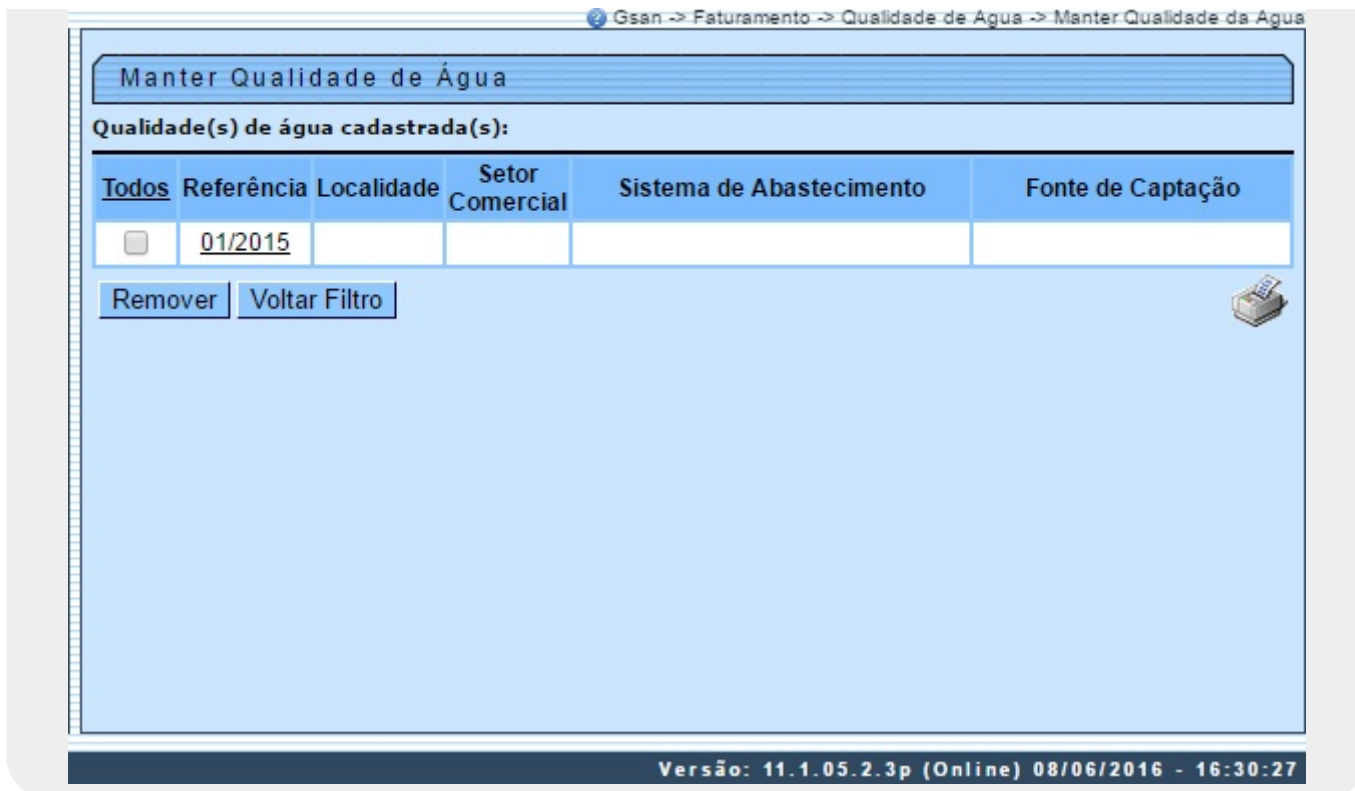 Gsan -> Faturamento -> Qualidade de Agua -> Manter Qualidade da Agua
Manter Qualidade de Água
Qualidade(s) de água cadastrada(s):
Todos Referência Localidade Setor Comercial Sistema de Abastecimento Fonte de Captação
01/2015
Remover Voltar Filtro
Versão: 11.1.05.2.3p (Online) 08/06/2016 - 16:30:27